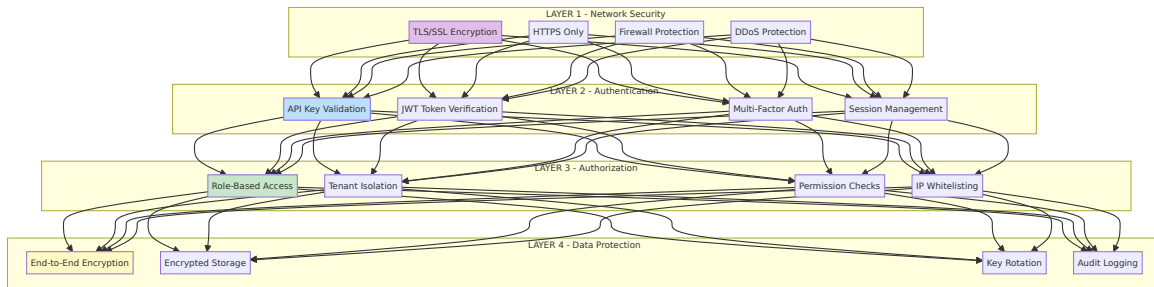 LAYER 1 - Network Security
TLS/SSL Encryption
HTTPS Only
Firewall Protection
DDoS Protection
LAYER 2 - Authentication
API Key Validation
JWT Token Verification
Multi-Factor Auth
Session Management
LAYER 3 - Authorization
Role-Based Access
Tenant Isolation
Permission Checks
IP Whitelisting
LAYER 4 - Data Protection
End-to-End Encryption
Encrypted Storage
Key Rotation
Audit Logging